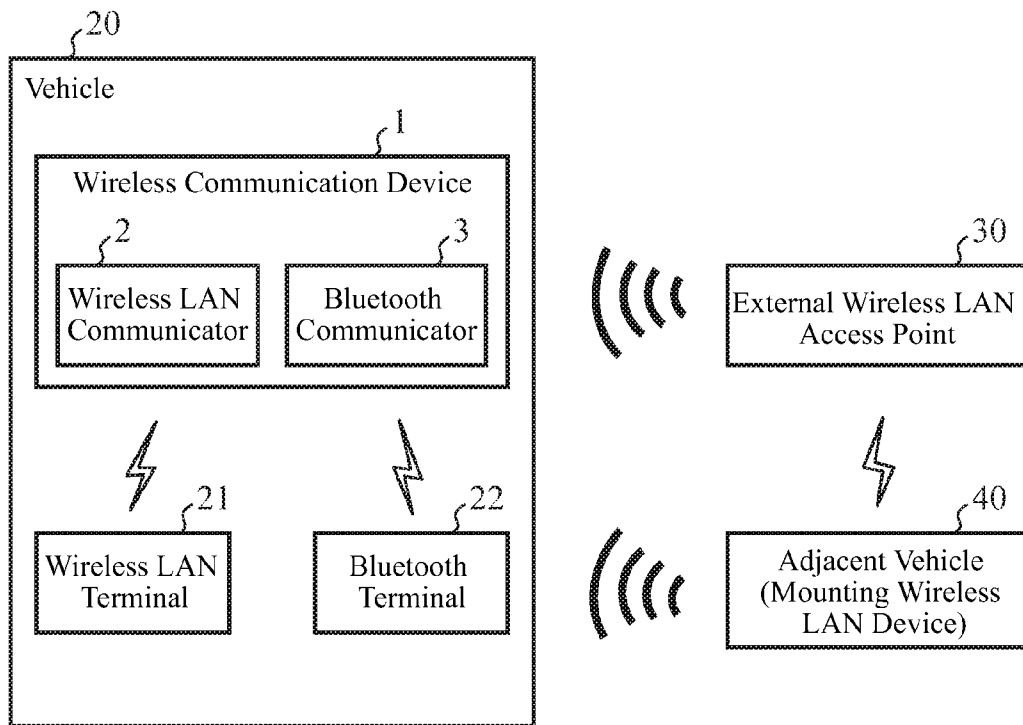 20
Vehicle
1
Wireless Communication Device
2
3
30
Wireless LAN
Communicator
Bluetooth
Communicator
External Wireless LAN
Access Point
21
22
40
Wireless LAN
Terminal
Bluetooth
Terminal
Adjacent Vehicle
(Mounting Wireless
LAN Device)